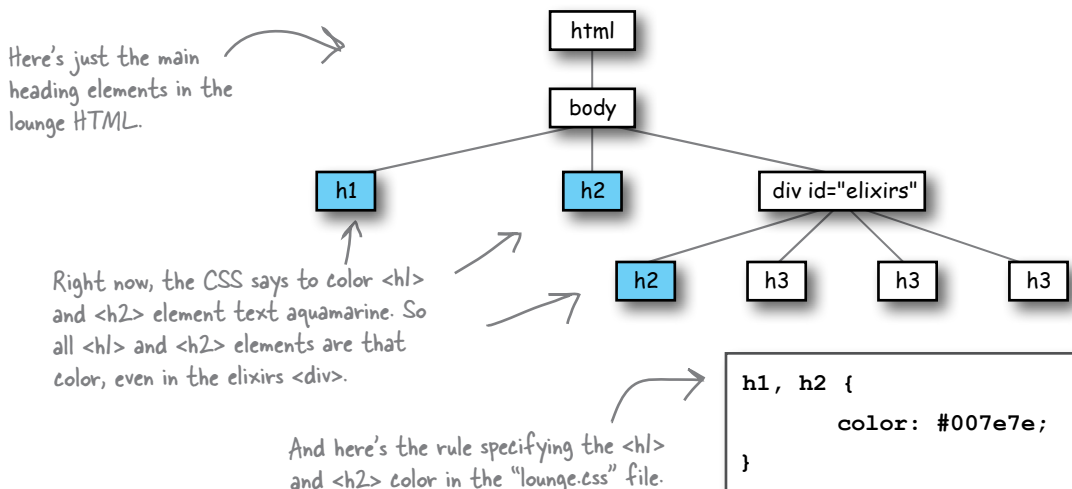 html
Here's just the main
heading elements in the
lounge HTML.
body
h1
h2
div id="elixirs"
h2
h3
h3
h3
Right now, the CSS says to color <h1>
and <h2> element text aquamarine. So
all <h1> and <h2> elements are that
color, even in the elixirs <div>.
h1, h2 {
color: #007e7e;
}
And here's the rule specifying the <h1>
and <h2> color in the "lounge.css" file.